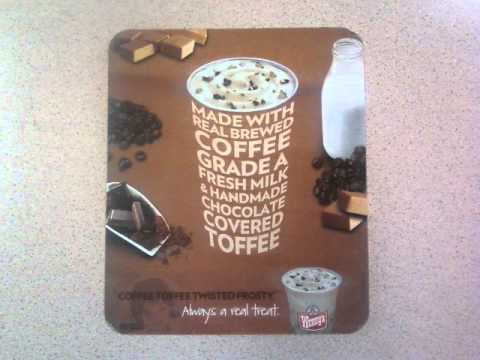 MADE WITH
REAL BREWED
COFFEE
GRADE A
FRESH MILK
& HANDMADE
CHOCOLATE
COVERED
TOFFEE
COFFEE TOFFEE TWISTED FROSTY
Always a real treat.
Wendy's